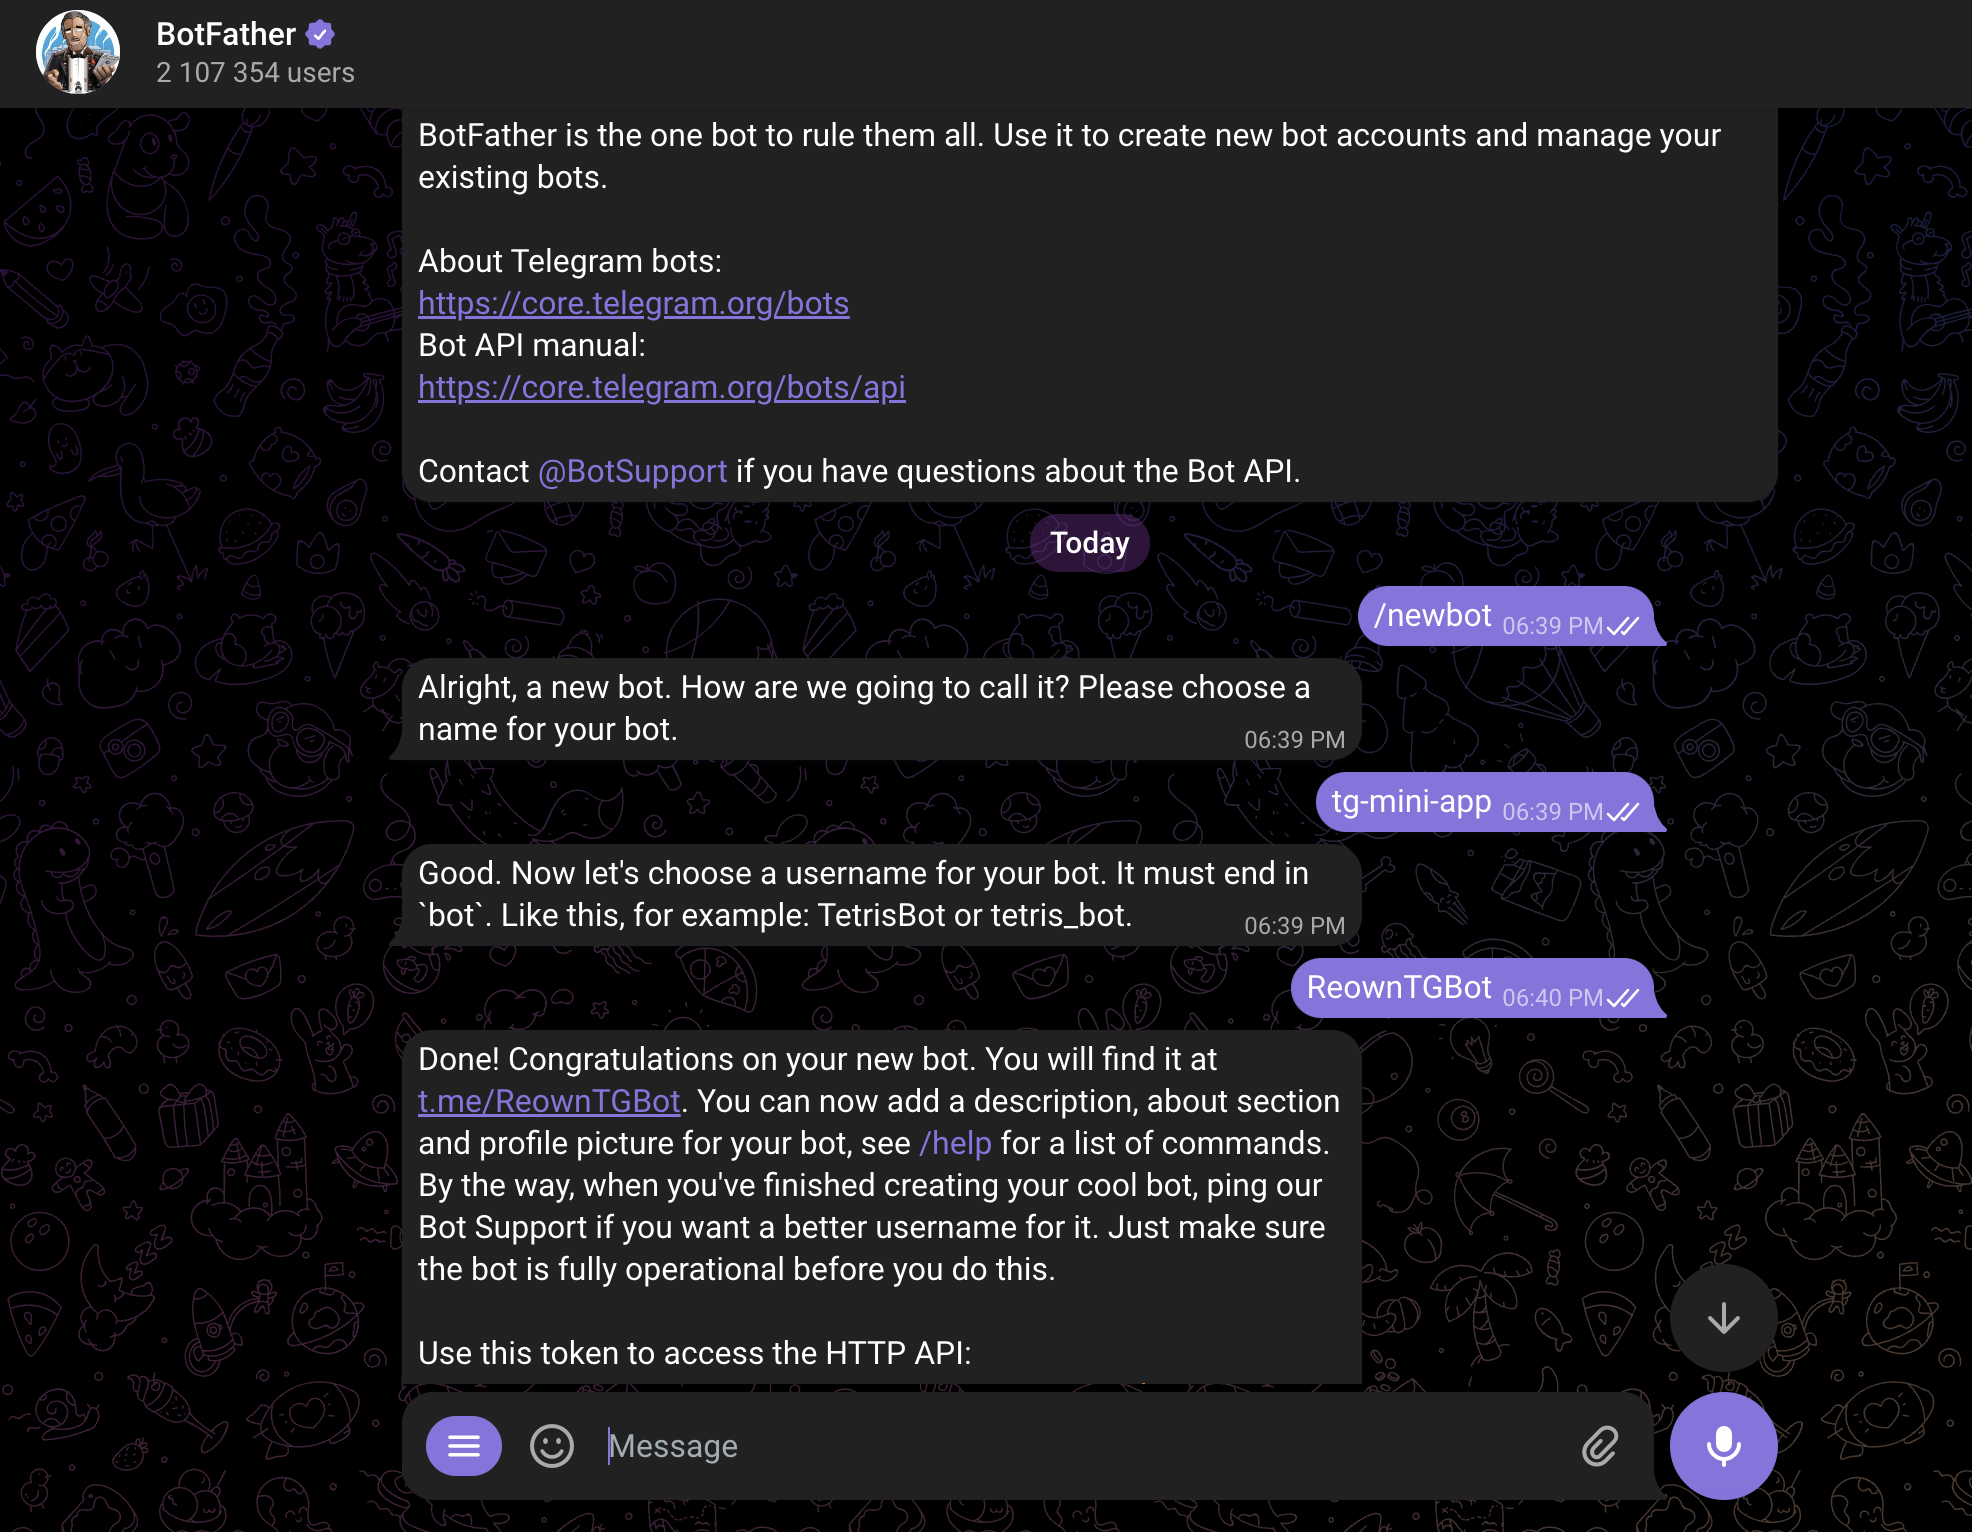 BotFather
2 107 354 users
BotFather is the one bot to rule them all. Use it to create new bot accounts and manage your
existing bots.
About Telegram bots:
https://core.telegram.org/bots
Bot API manual:
https://core.telegram.org/bots/api
Contact @BotSupport if you have questions about the Bot API.
Today
/newbot 06:39 PM
Alright, a new bot. How are we going to call it? Please choose a
name for your bot. 06:39 PM
tg-mini-app 06:39 PM
Good. Now let's choose a username for your bot. It must end in
`bot`. Like this, for example: TetrisBot or tetris_bot. 06:39 PM
ReownTGBot 06:40 PM
Done! Congratulations on your new bot. You will find it at
t.me/ReownTGBot. You can now add a description, about section
and profile picture for your bot, see /help for a list of commands.
By the way, when you've finished creating your cool bot, ping our
Bot Support if you want a better username for it. Just make sure
the bot is fully operational before you do this.
Use this token to access the HTTP API:
Message